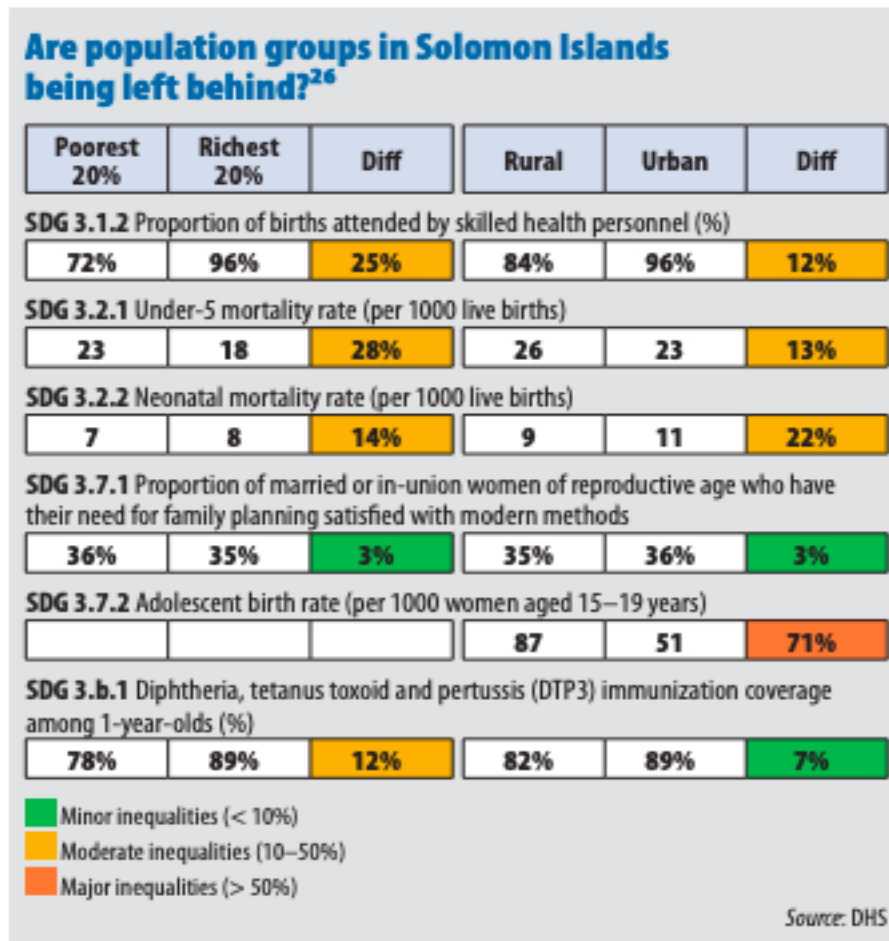 Are population groups in Solomon Islands
being left behind?26
Poorest 20% Richest 20% Diff Rural Urban Diff
SDG 3.1.2 Proportion of births attended by skilled health personnel (%)
72% 96% 25% 84% 96% 12%
SDG 3.2.1 Under-5 mortality rate (per 1000 live births)
23 18 28% 26 23 13%
SDG 3.2.2 Neonatal mortality rate (per 1000 live births)
7 8 14% 9 11 22%
SDG 3.7.1 Proportion of married or in-union women of reproductive age who have
their need for family planning satisfied with modern methods
36% 35% 3% 35% 36% 3%
SDG 3.7.2 Adolescent birth rate (per 1000 women aged 15–19 years)
87 51 71%
SDG 3.b.1 Diphtheria, tetanus toxoid and pertussis (DTP3) immunization coverage
among 1-year-olds (%)
78% 89% 12% 82% 89% 7%
Minor inequalities (< 10%)
Moderate inequalities (10–50%)
Major inequalities (> 50%)
Source: DHS